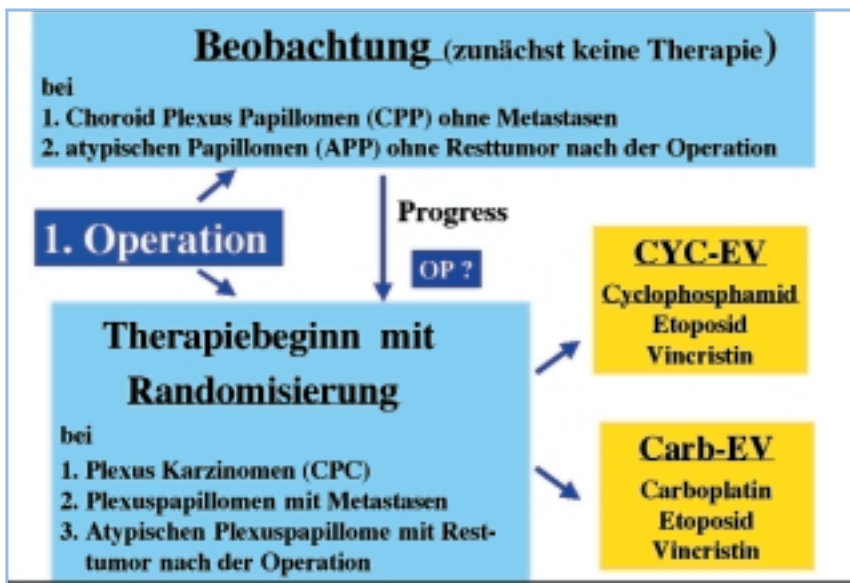 Beobachtung (zunächst keine Therapie)
bei
1. Choroid Plexus Papillomen (CPP) ohne Metastasen
2. atypischen Papillomen (APP) ohne Resttumor nach der Operation
1. Operation
Progress
OP ?
Therapiebeginn mit
Randomisierung
bei
1. Plexus Karzinomen (CPC)
2. Plexuspapillomen mit Metastasen
3. Atypischen Plexuspapillome mit Rest-
tumor nach der Operation
CYC-EV
Cyclophosphamid
Etoposid
Vincristin
Carb-EV
Carboplatin
Etoposid
Vincristin